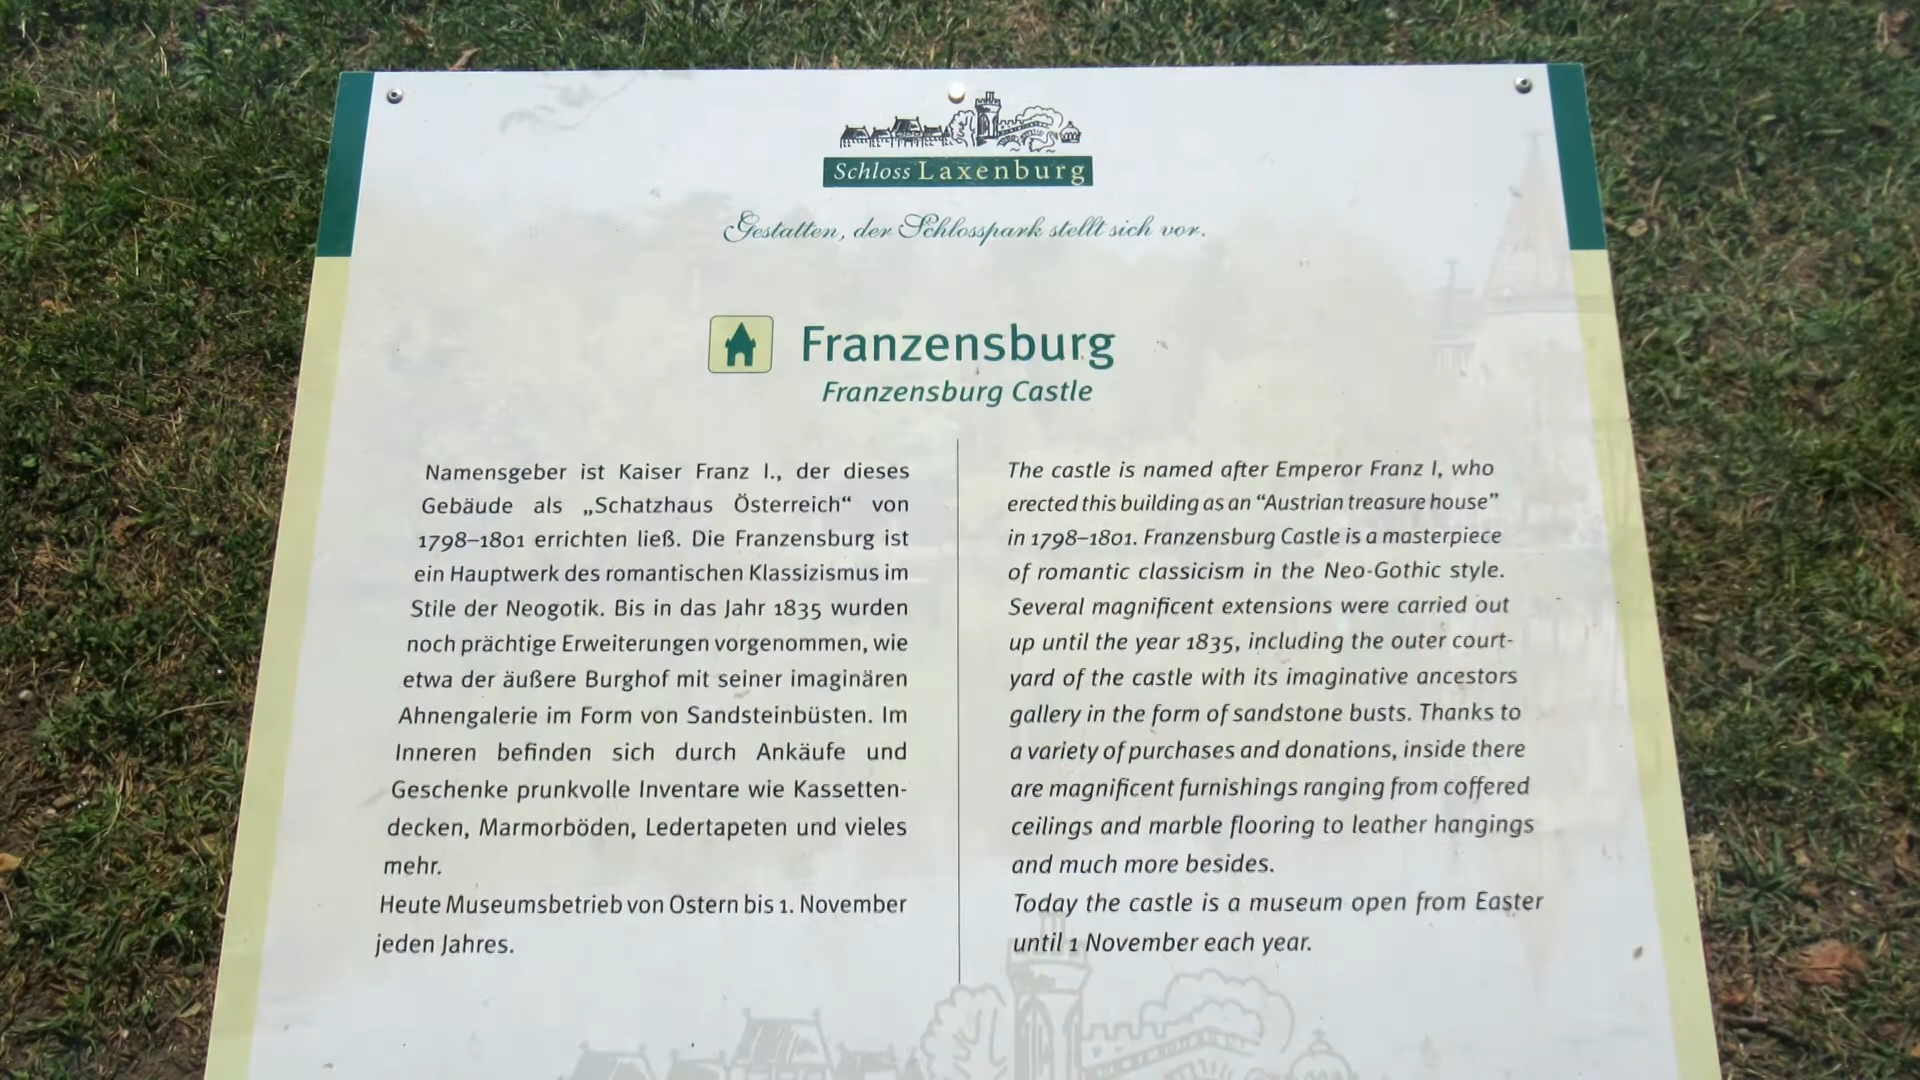 Schloss Laxenburg
Gestatten, der Schlosspark stellt sich vor.
Franzensburg
Franzensburg Castle
Namensgeber ist Kaiser Franz I., der dieses
Gebäude als „Schatzhaus Österreich“ von
1798–1801 errichten ließ. Die Franzensburg ist
ein Hauptwerk des romantischen Klassizismus im
Stile der Neogotik. Bis in das Jahr 1835 wurden
noch prächtige Erweiterungen vorgenommen, wie
etwa der äußere Burghof mit seiner imaginären
Ahnengalerie im Form von Sandsteinbüsten. Im
Inneren befinden sich durch Ankäufe und
Geschenke prunkvolle Inventare wie Kassetten-
decken, Marmorböden, Ledertapeten und vieles
mehr.
Heute Museumsbetrieb von Ostern bis 1. November
jeden Jahres.
The castle is named after Emperor Franz I, who
erected this building as an “Austrian treasure house”
in 1798–1801. Franzensburg Castle is a masterpiece
of romantic classicism in the Neo-Gothic style.
Several magnificent extensions were carried out
up until the year 1835, including the outer court-
yard of the castle with its imaginative ancestors
gallery in the form of sandstone busts. Thanks to
a variety of purchases and donations, inside there
are magnificent furnishings ranging from coffered
ceilings and marble flooring to leather hangings
and much more besides.
Today the castle is a museum open from Easter
until 1 November each year.